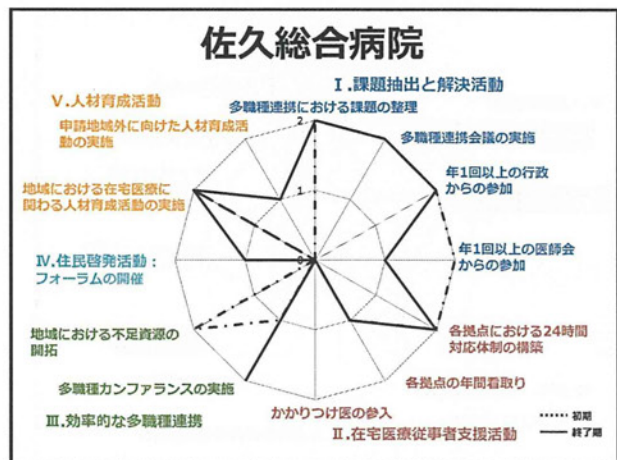 佐久総合病院
Ⅰ.課題抽出と解決活動
Ⅴ.人材育成活動
多職種連携における課題の整理
申請地域外に向けた人材育成活
動の実施
2
多職種連携会議の実施
年1回以上の行政
からの参加
地域における在宅医療に
関わる人材育成活動の実施
1
Ⅳ.住民啓発活動：
フォーラムの開催
0
年1回以上の医師会
からの参加
地域における不足資源の
開拓
各拠点における24時間
対応体制の構築
多職種カンファランスの実施
各拠点の年間看取り
かかりつけ医の参入
Ⅲ.効率的な多職種連携
Ⅱ.在宅医療従事者支援活動
初期
終了期